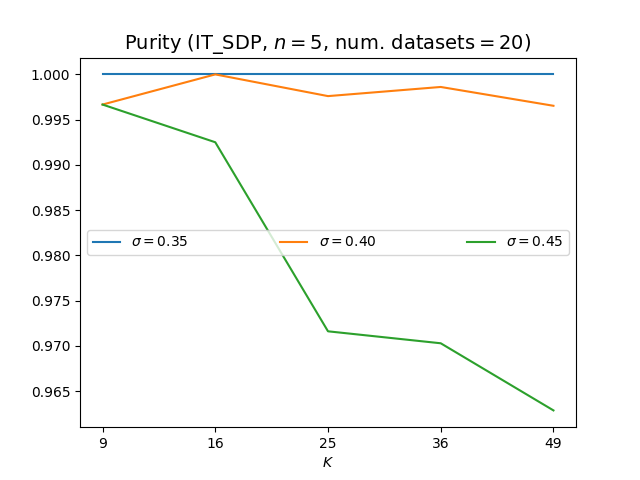 Purity (IT_SDP, n = 5, num. datasets = 20)
1.000
0.995
0.990
0.985
0.980
0.975
0.970
0.965
σ = 0.35
σ = 0.40
σ = 0.45
9
16
25
36
49
K